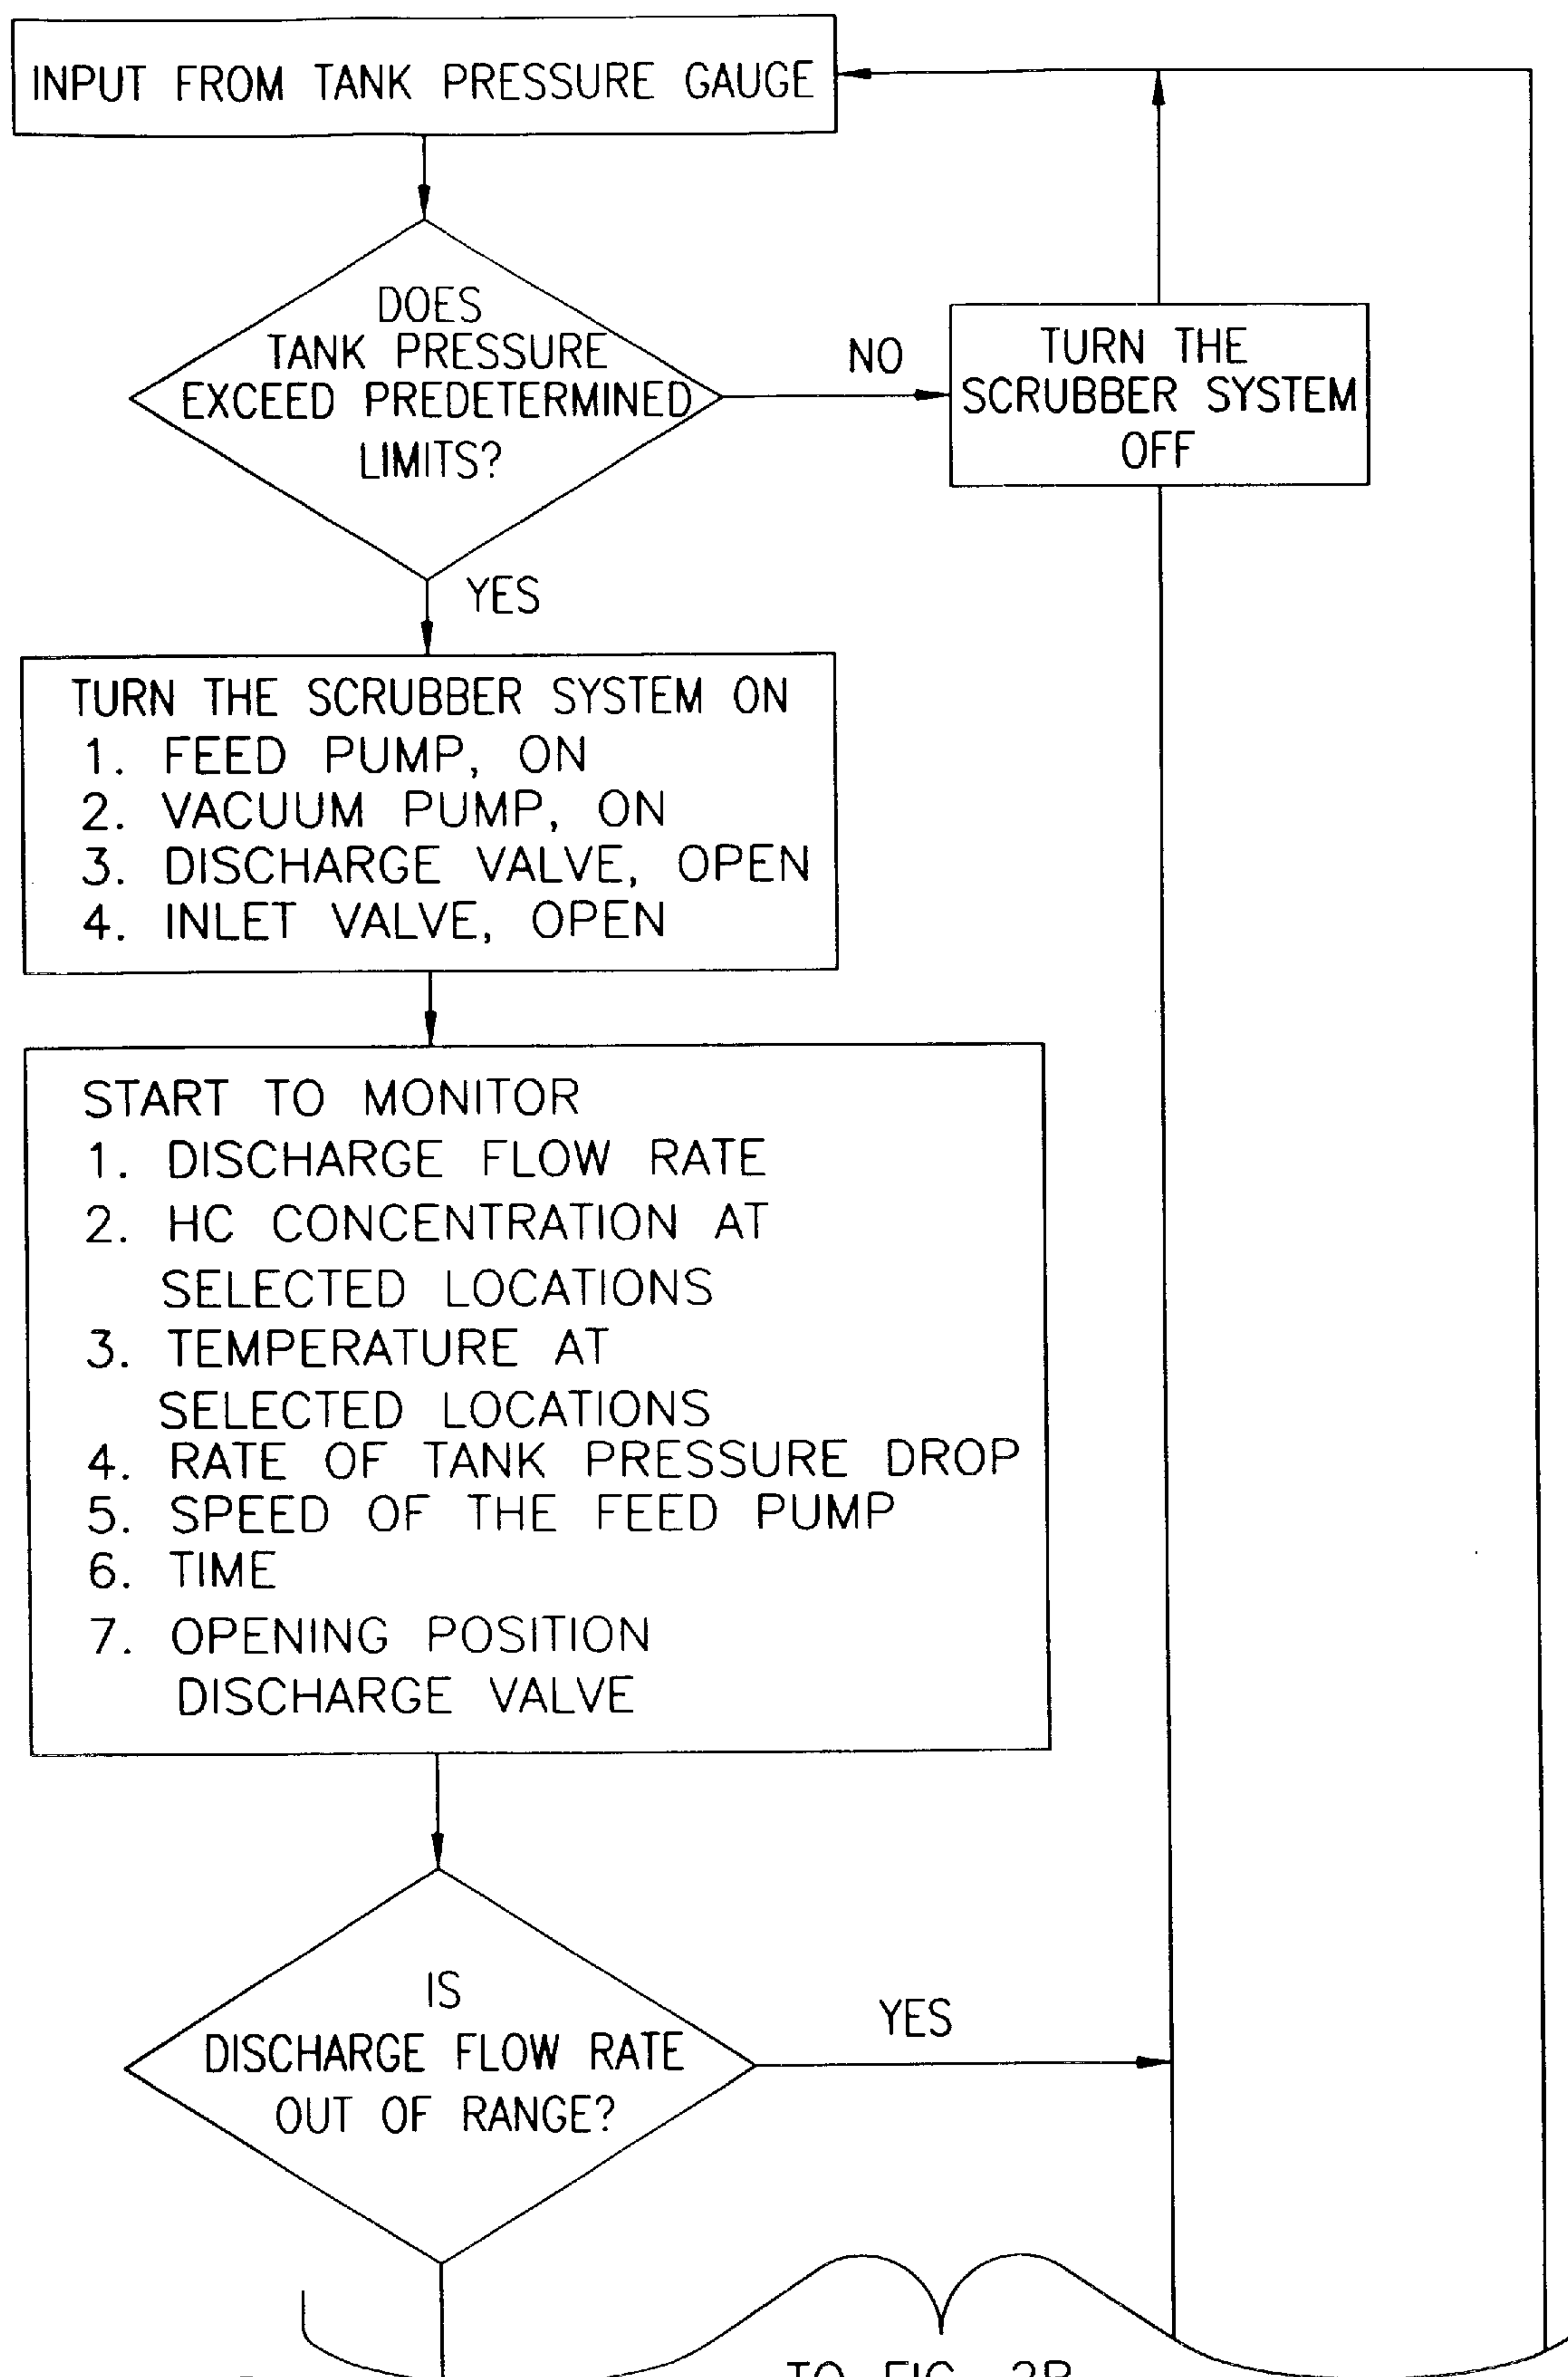 INPUT FROM TANK PRESSURE GAUGE
DOES
TANK PRESSURE
EXCEED PREDETERMINED
LIMITS?
NO
TURN THE
SCRUBBER SYSTEM
OFF
YES
TURN THE SCRUBBER SYSTEM ON
1. FEED PUMP, ON
2. VACUUM PUMP, ON
3. DISCHARGE VALVE, OPEN
4. INLET VALVE, OPEN
START TO MONITOR
1. DISCHARGE FLOW RATE
2. HC CONCENTRATION AT
SELECTED LOCATIONS
3. TEMPERATURE AT
SELECTED LOCATIONS
4. RATE OF TANK PRESSURE DROP
5. SPEED OF THE FEED PUMP
6. TIME
7. OPENING POSITION
DISCHARGE VALVE
IS
DISCHARGE FLOW RATE
OUT OF RANGE?
YES
TO FIG.